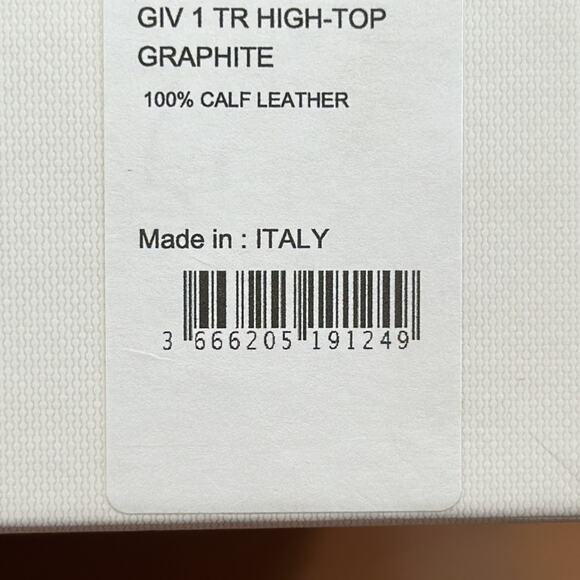 GIV 1 TR HIGH-TOP
GRAPHITE
100% CALF LEATHER
Made in : ITALY
3 666205 191249